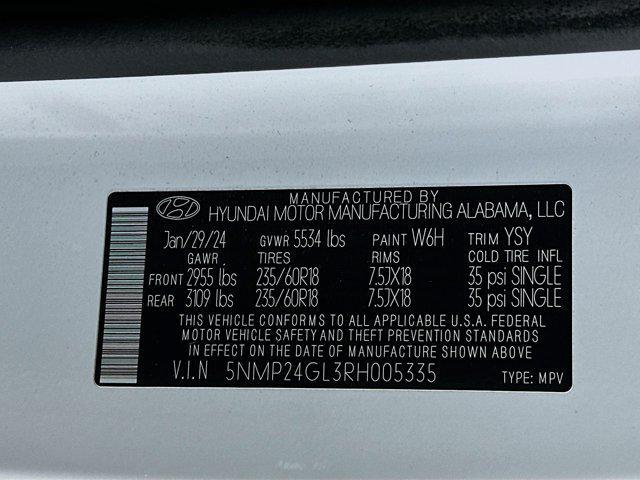 MANUFACTURED BY
HYUNDAI MOTOR MANUFACTURING ALABAMA, LLC
Jan/29/24 GVWR 5534 lbs PAINT W6H TRIM YSY
GAWR TIRES RIMS COLD TIRE INFL
FRONT 2955 lbs 235/60R18 7.5JX18 35 psi SINGLE
REAR 3109 lbs 235/60R18 7.5JX18 35 psi SINGLE
THIS VEHICLE CONFORMS TO ALL APPLICABLE U.S.A. FEDERAL
MOTOR VEHICLE SAFETY AND THEFT PREVENTION STANDARDS
IN EFFECT ON THE DATE OF MANUFACTURE SHOWN ABOVE
V.I.N 5NMP24GL3RH005335 TYPE: MPV